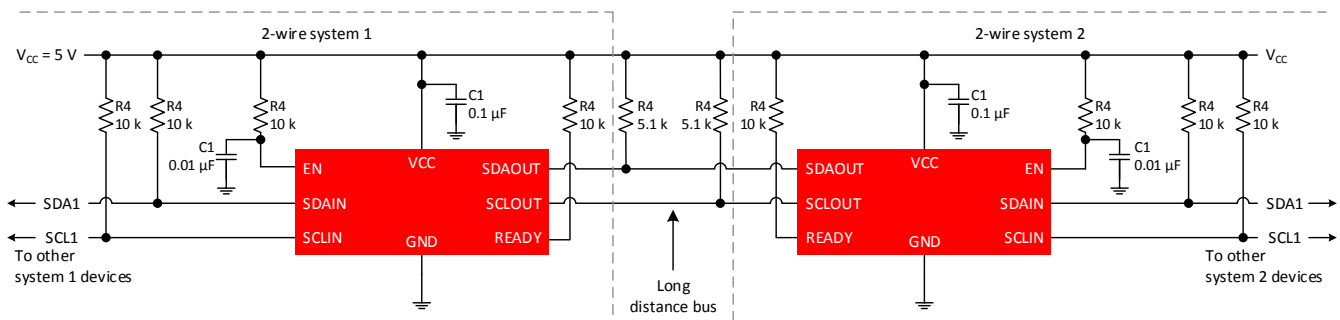 2-wire system 1
2-wire system 2
VCC = 5 V
VCC
R4
10 k
R4
10 k
R4
10 k
C1
0.1 µF
R4
10 k
R4
5.1 k
R4
5.1 k
R4
10 k
C1
0.1 µF
R4
10 k
R4
10 k
R4
10 k
C1
0.01 µF
C1
0.01 µF
EN
VCC
SDAOUT
SDAIN
SCLOUT
SCLIN
GND
READY
SDAOUT
VCC
EN
SCLOUT
SDAIN
READY
GND
SCLIN
SDA1
SCL1
To other
system 1 devices
Long
distance bus
SDA1
SCL1
To other
system 2 devices